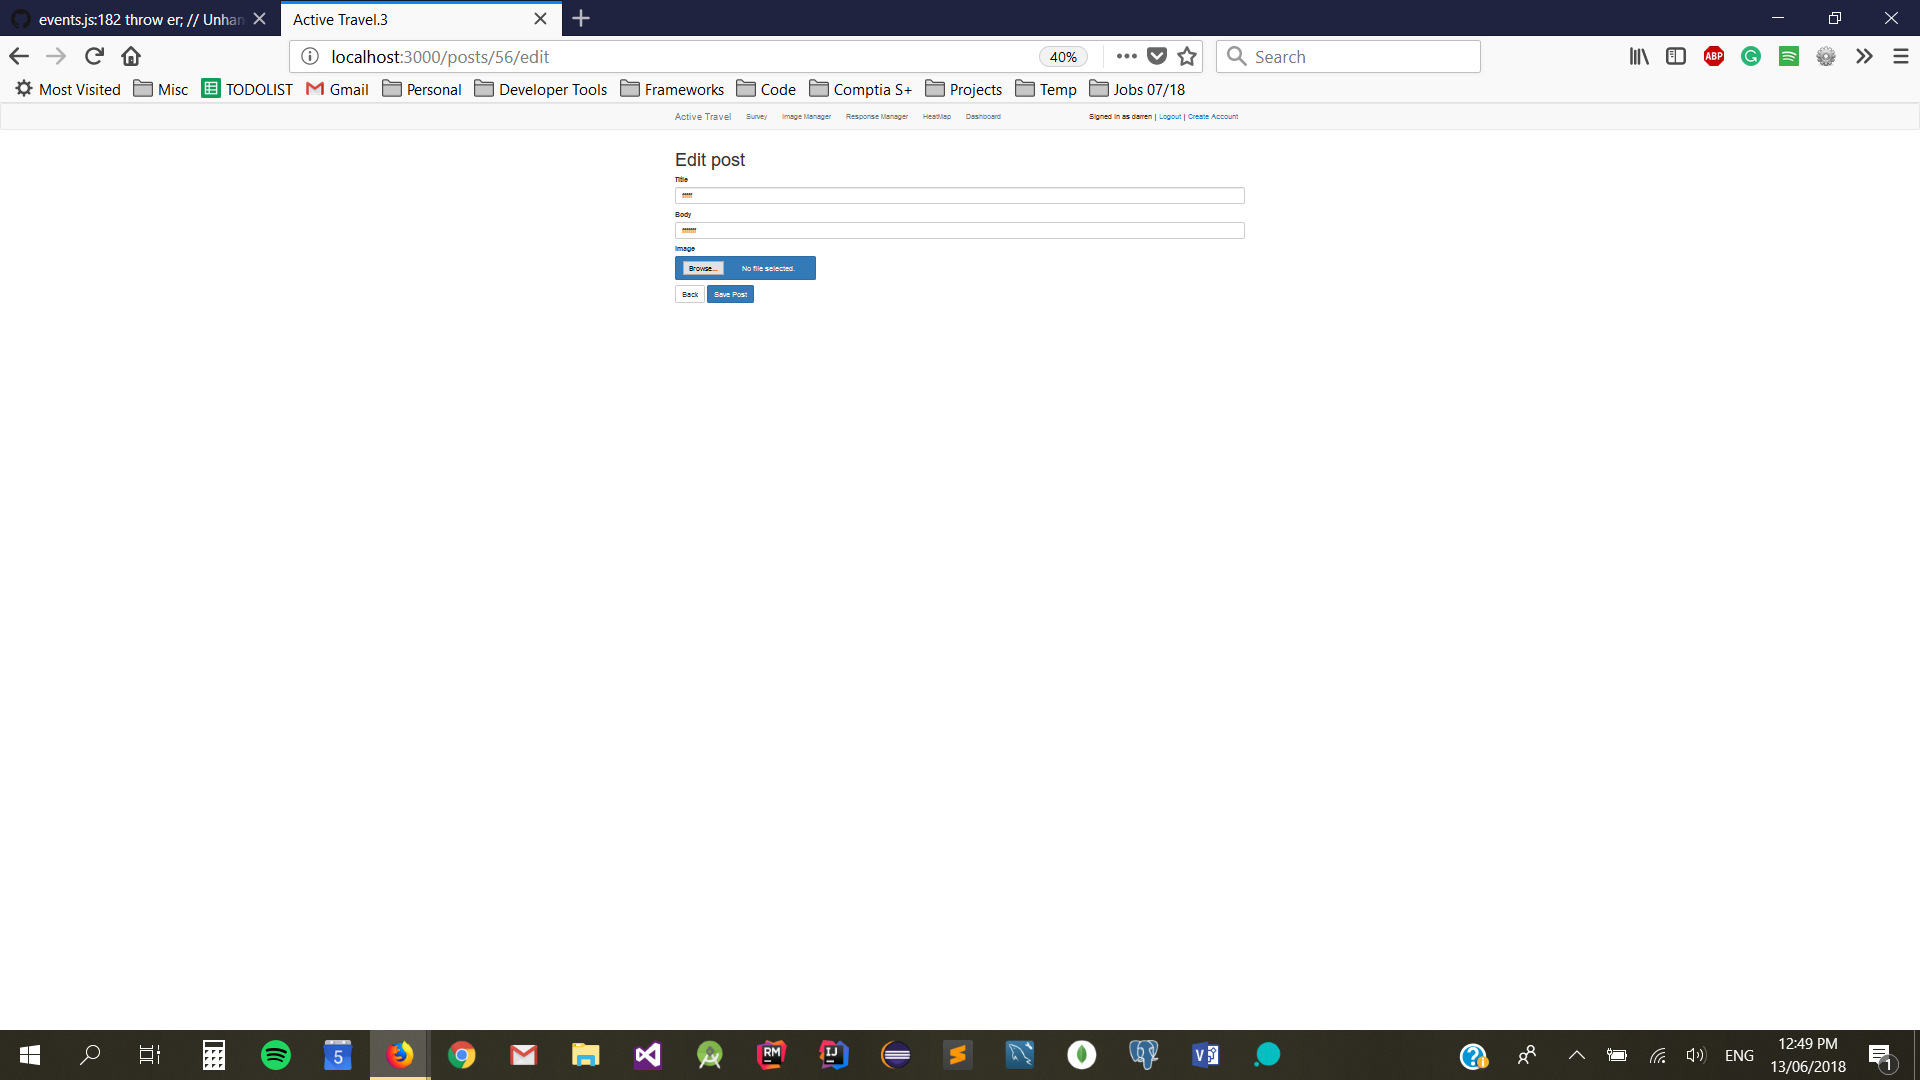 events.js:182 throw er; // Unhan
Active Travel.3
localhost:3000/posts/56/edit
40%
Search
ABP
Most Visited Misc TODOLIST Gmail Personal Developer Tools Frameworks Code Comptia S+ Projects Temp Jobs 07/18
Active Travel Survey Image Manager Response Manager HeatMap Dashboard Signed in as darren | Logout | Create Account
Edit post
Title
Body
Image
Browse... No file selected.
Back Save Post
5
RM
IJ
ENG
12:49 PM
13/06/2018
1